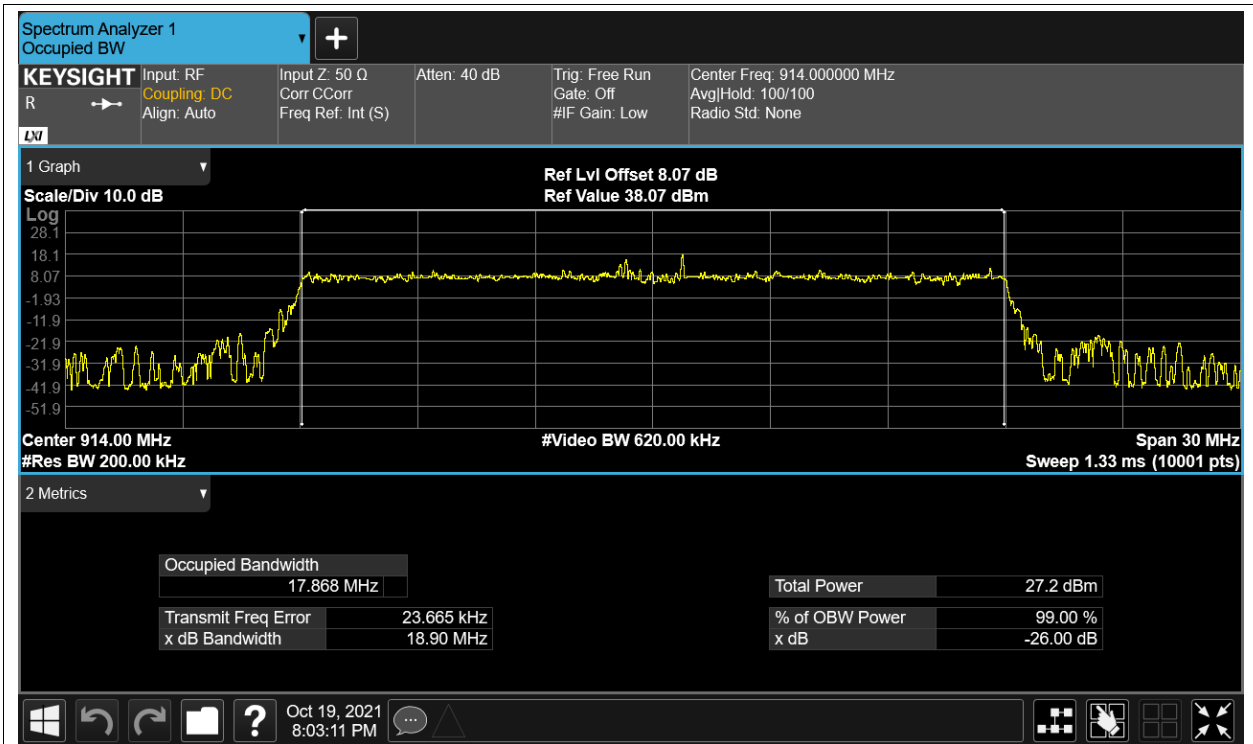 Spectrum Analyzer 1
Occupied BW
KEYSIGHT
R
LXI
Input: RF
Coupling: DC
Align: Auto
Input Z: 50 Ω
Corr CCorr
Freq Ref: Int (S)
Atten: 40 dB
Trig: Free Run
Gate: Off
#IF Gain: Low
Center Freq: 914.000000 MHz
Avg|Hold: 100/100
Radio Std: None
1 Graph
Scale/Div 10.0 dB
Ref Lvl Offset 8.07 dB
Ref Value 38.07 dBm
Log
28.1
18.1
8.07
-1.93
-11.9
-21.9
-31.9
-41.9
-51.9
Center 914.00 MHz
#Video BW 620.00 kHz
Span 30 MHz
#Res BW 200.00 kHz
Sweep 1.33 ms (10001 pts)
2 Metrics
Occupied Bandwidth
17.868 MHz
Transmit Freq Error 23.665 kHz
x dB Bandwidth 18.90 MHz
Total Power 27.2 dBm
% of OBW Power 99.00 %
x dB -26.00 dB
?
Oct 19, 2021
8:03:11 PM